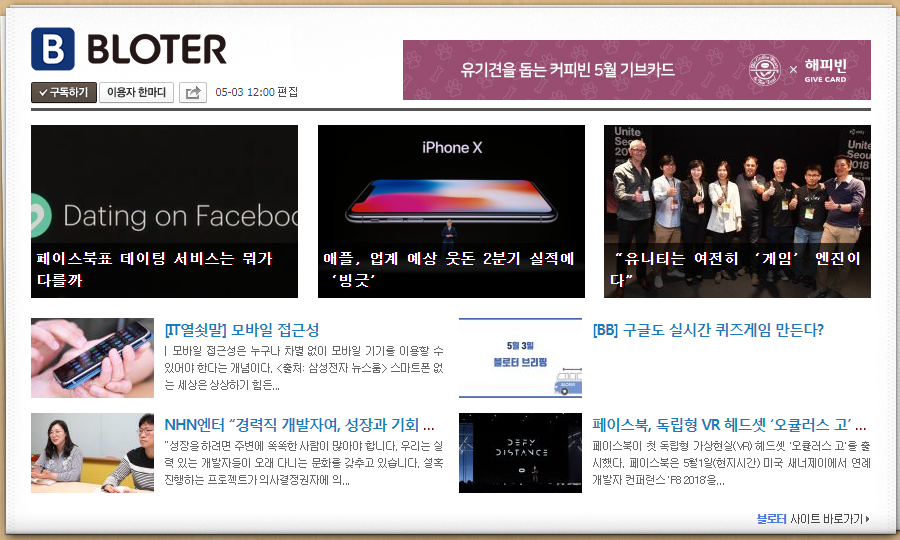 B BLOTER
유기견을 돕는 커피빈 5월 기브카드
× 해피빈
GIVE CARD
구독하기 이용자 한마디 05-03 12:00 편집
Dating on Faceboo
페이스북표 데이팅 서비스는 뭐가
다를까
iPhone X
애플, 업계 예상 웃돈 2분기 실적에
‘빙긋’
Unite
Seoul
2018
Unite
Seoul
2018
“유니티는 여전히 ‘게임’ 엔진이
다”
[IT열쇳말] 모바일 접근성
| 모바일 접근성은 누구나 차별 없이 모바일 기기를 이용할 수
있어야 한다는 개념이다. <출처: 삼성전자 뉴스룸> 스마트폰 없
는 세상은 상상하기 힘든...
5월 3일
블로터 브리핑
BLOTER
[BB] 구글도 실시간 퀴즈게임 만든다?
NHN엔터 “경력직 개발자여, 성장과 기회 ...
“성장을 하려면 주변에 똑똑한 사람이 많아야 합니다. 우리는 실
력 있는 개발자들이 오래 다니는 문화를 갖추고 있습니다. 설혹
진행하는 프로젝트가 의사결정권자에 의...
DEFY
DISTANCE
페이스북, 독립형 VR 헤드셋 ‘오큘러스 고’ ...
페이스북이 첫 독립형 가상현실(VR) 헤드셋 ‘오큘러스 고’를 출
시했다. 페이스북은 5월1일(현지시간) 미국 새너제이에서 연례
개발자 컨퍼런스 ‘F8 2018’을...
블로터 사이트 바로가기